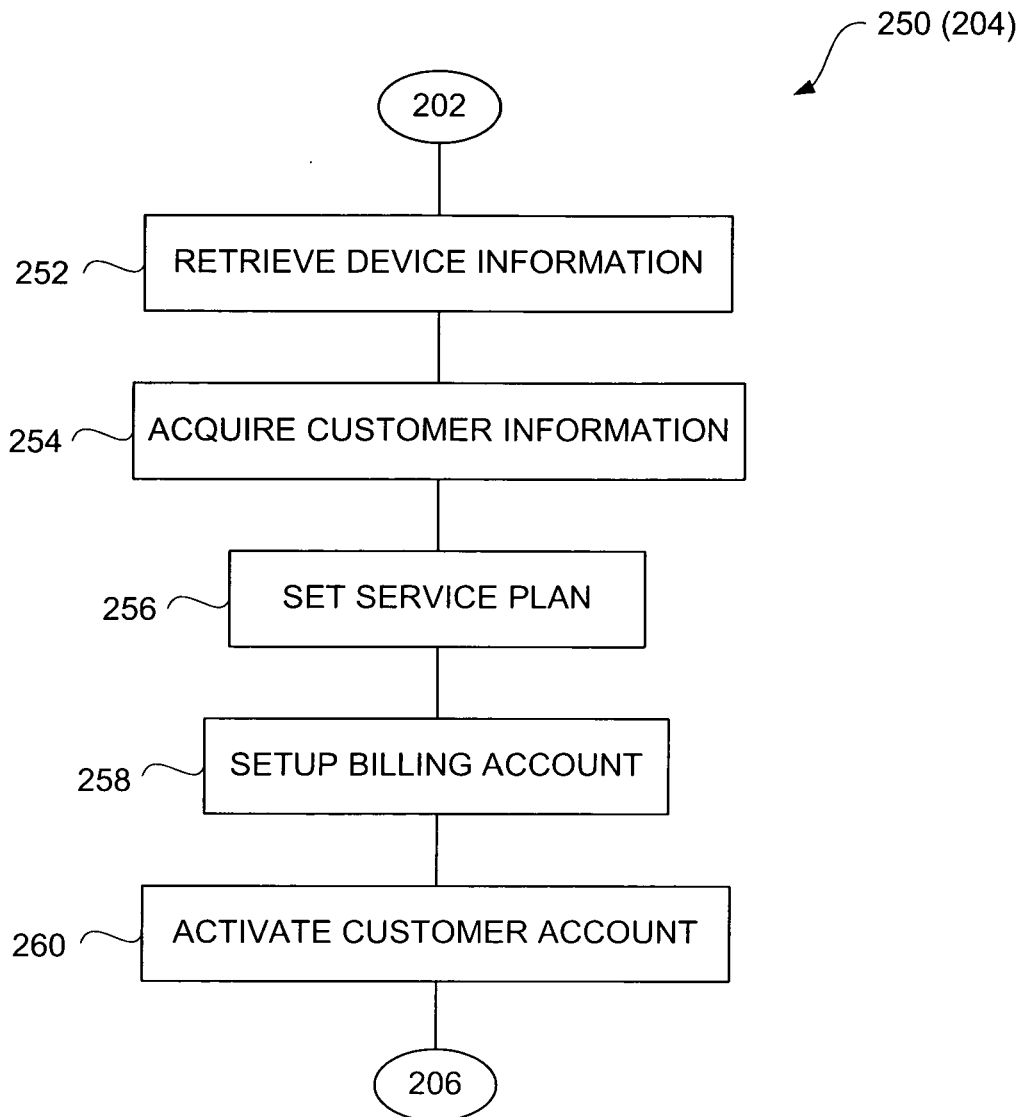 250 (204)
202
252 RETRIEVE DEVICE INFORMATION
254 ACQUIRE CUSTOMER INFORMATION
256 SET SERVICE PLAN
258 SETUP BILLING ACCOUNT
260 ACTIVATE CUSTOMER ACCOUNT
206